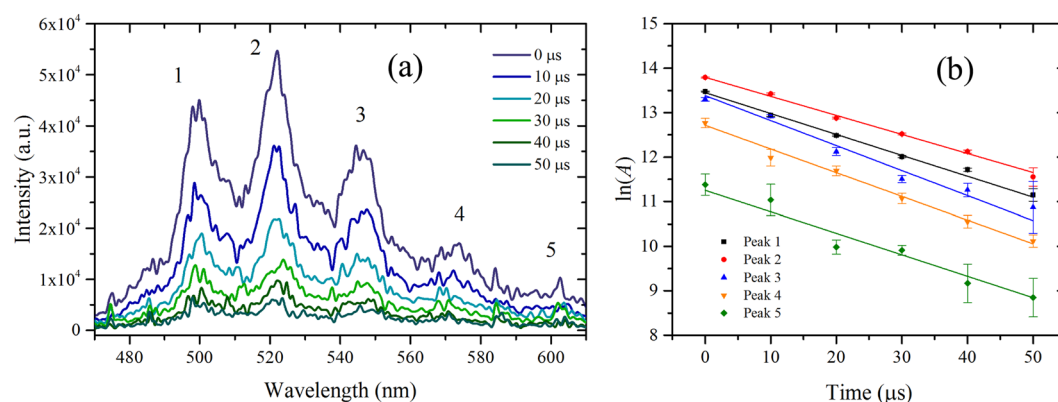 6x10⁴
5x10⁴
4x10⁴
3x10⁴
2x10⁴
1x10⁴
0
Intensity (a.u.)
480 500 520 540 560 580 600
Wavelength (nm)
1
2
3
4
5
(a)
0 μs
10 μs
20 μs
30 μs
40 μs
50 μs
15
14
13
12
11
10
9
8
ln(A)
0 10 20 30 40 50
Time (μs)
(b)
Peak 1
Peak 2
Peak 3
Peak 4
Peak 5